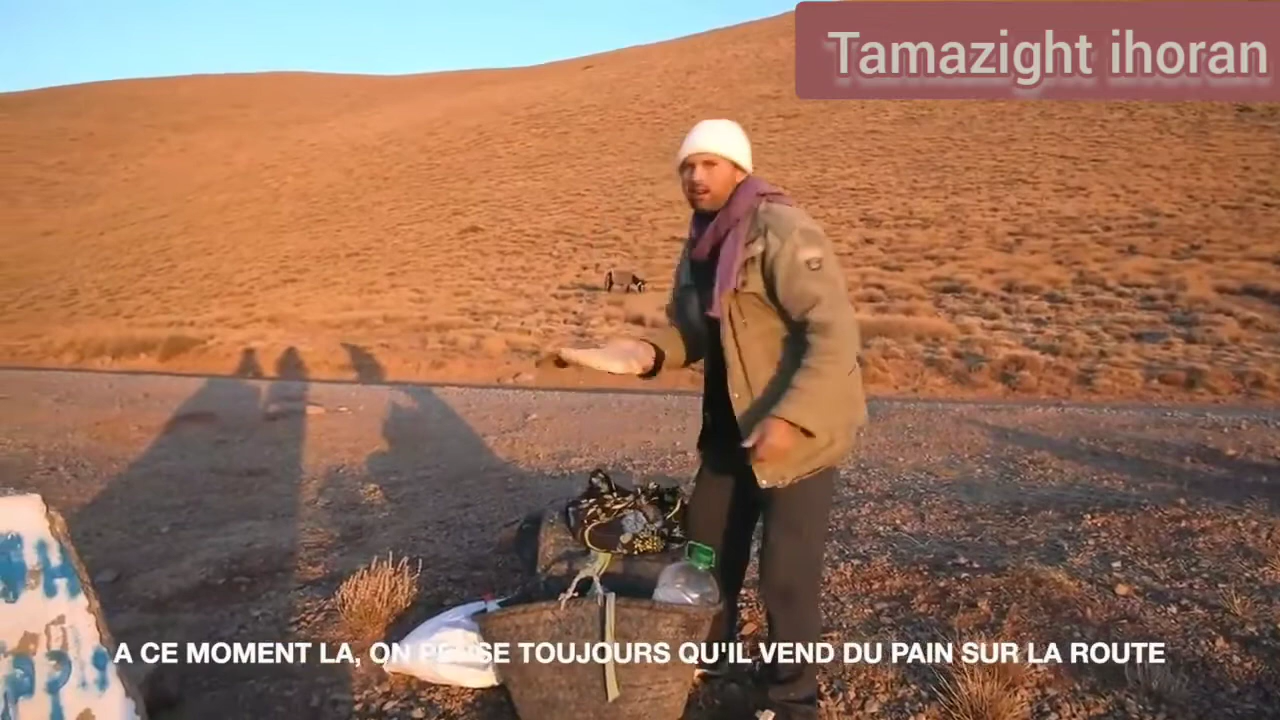 Tamazight ihoran
A CE MOMENT LA, ON PENSE TOUJOURS QU'IL VEND DU PAIN SUR LA ROUTE